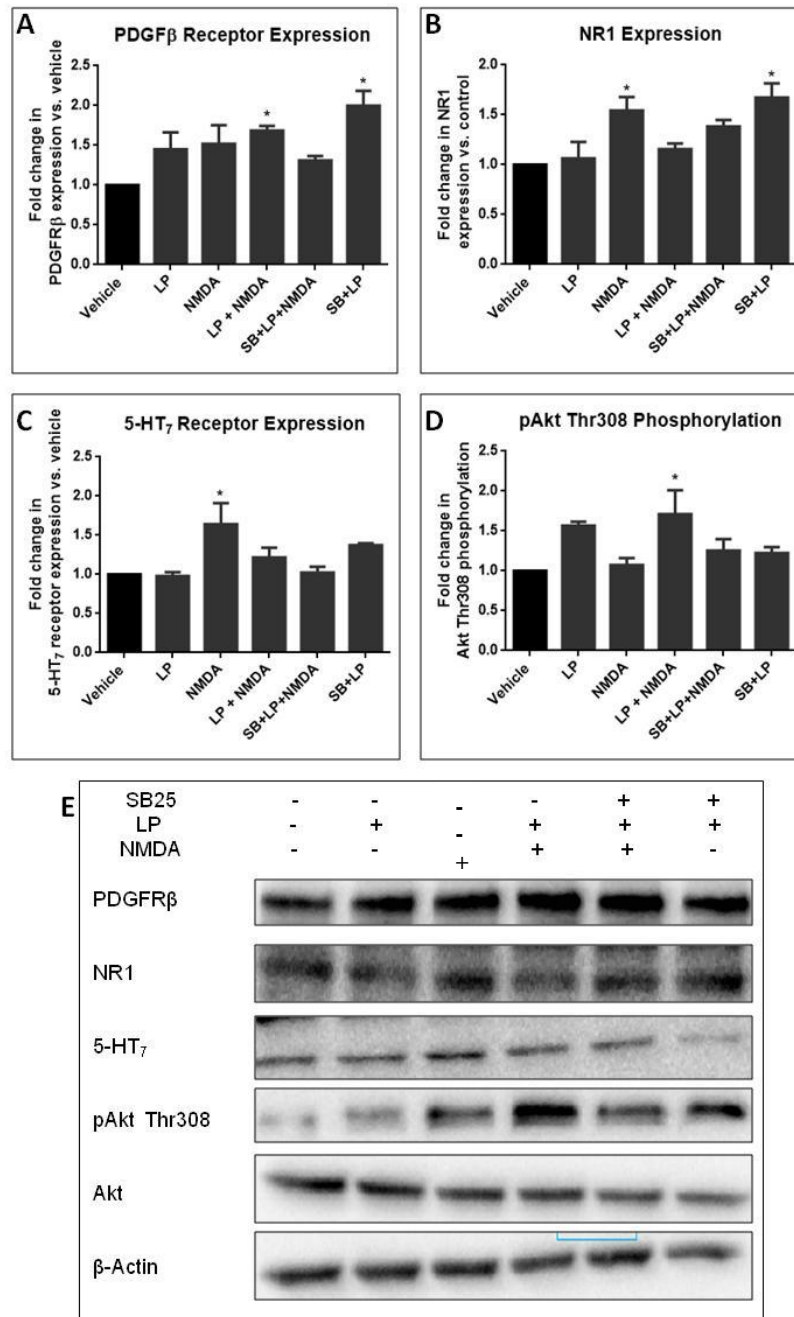 A
PDGFβ Receptor Expression
Fold change in
PDGFRβ expression vs. vehicle
2.5
2.0
1.5
1.0
0.5
0.0
Vehicle
LP
NMDA
LP + NMDA
SB+LP+NMDA
SB+LP
*
*
B
NR1 Expression
Fold change in NR1
expression vs. control
2.0
1.5
1.0
0.5
0.0
Vehicle
LP
NMDA
LP + NMDA
SB+LP+NMDA
SB+LP
*
*
C
5-HT₇ Receptor Expression
Fold change in
5-HT₇ receptor expression vs. vehicle
2.5
2.0
1.5
1.0
0.5
0.0
Vehicle
LP
NMDA
LP + NMDA
SB+LP+NMDA
SB+LP
*
D
pAkt Thr308 Phosphorylation
Fold change in
Akt Thr308 phosphorylation
2.5
2.0
1.5
1.0
0.5
0.0
Vehicle
LP
NMDA
LP + NMDA
SB+LP+NMDA
SB+LP
*
E
SB25 - - - - + +
LP - + - + + +
NMDA - - + + + -
PDGFRβ
NR1
5-HT₇
pAkt Thr308
Akt
β-Actin